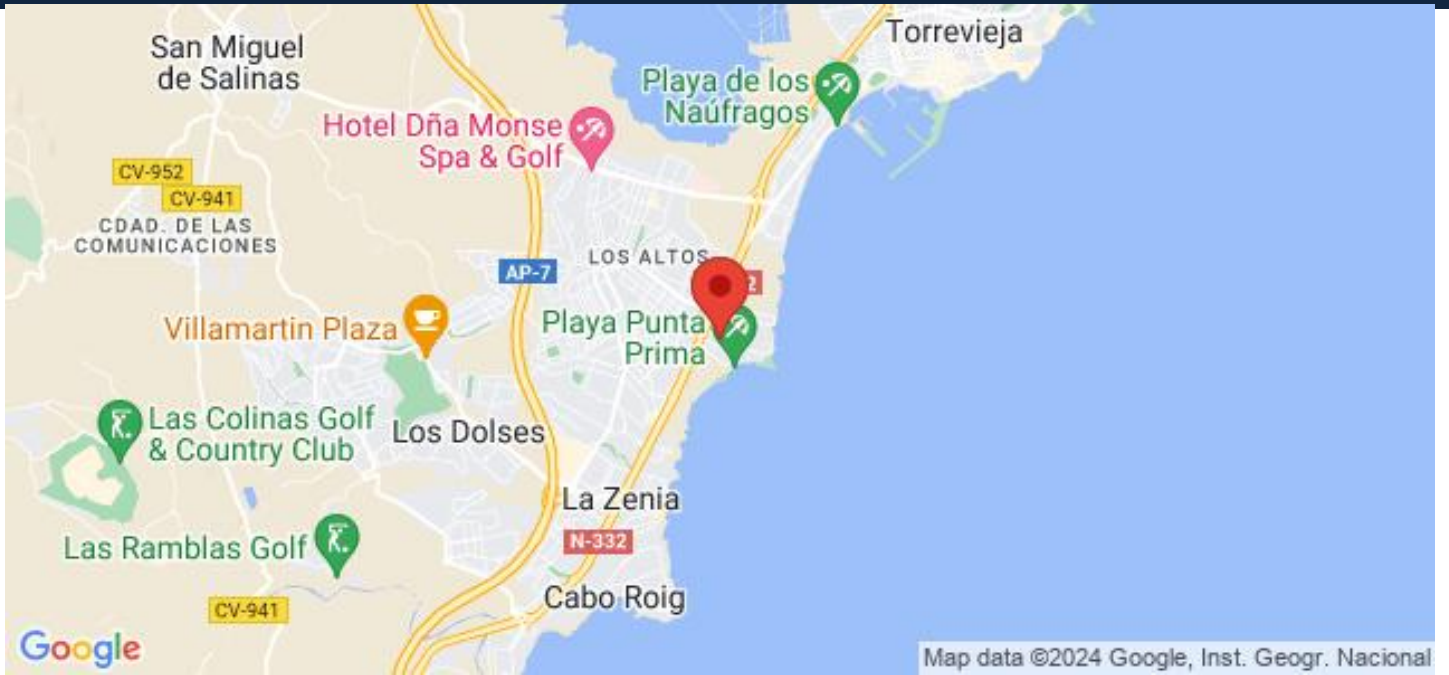 Torrevieja
San Miguel
de Salinas
Playa de los
Naúfragos
Hotel Dña Monse
Spa & Golf
CV-952
CV-941
CDAD. DE LAS
COMUNICACIONES
LOS ALTOS
AP-7
2
Villamartin Plaza
Playa Punta
Prima
Las Colinas Golf
& Country Club
Los Dolses
La Zenia
N-332
Las Ramblas Golf
Cabo Roig
CV-941
Google
Map data ©2024 Google, Inst. Geogr. Nacional